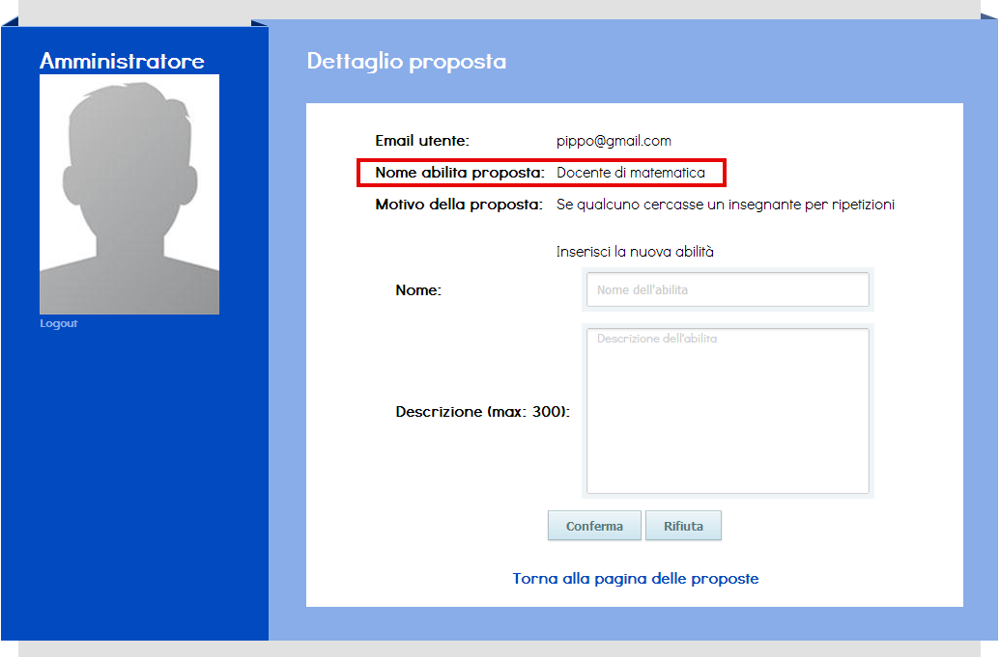 Amministratore
Logout
Dettaglio proposta
Email utente: pippo@gmail.com
Nome abilita proposta: Docente di matematica
Motivo della proposta: Se qualcuno cercasse un insegnante per ripetizioni
Inserisci la nuova abilità
Nome: Nome dell'abilita
Descrizione (max: 300): Descrizione dell'abilita
Conferma Rifiuta
Torna alla pagina delle proposte